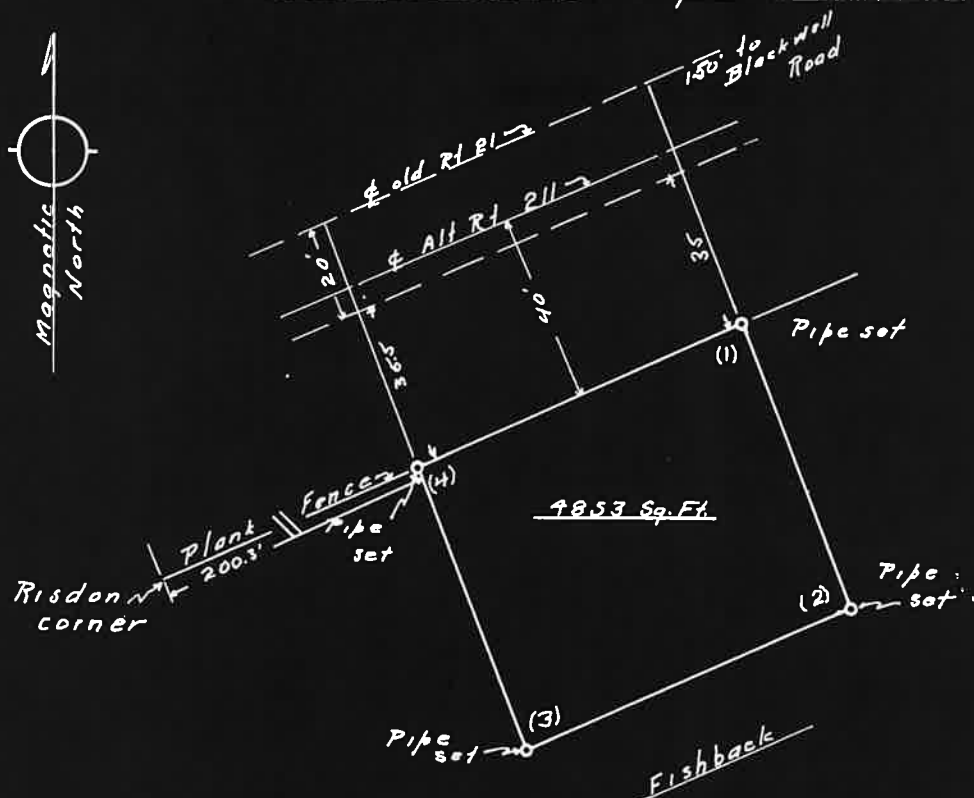 150' to
Blackwell
Road
℄ old Rt 21
℄ Alt Rt 211
20'
40'
35
36.5
Magnetic
North
Pipe set
(1)
(4)
Fence
Plank
200.3'
Pipe
set
4853 Sq. Ft.
Risdon
corner
(2)
Pipe
set
(3)
Pipe
set
Fishback